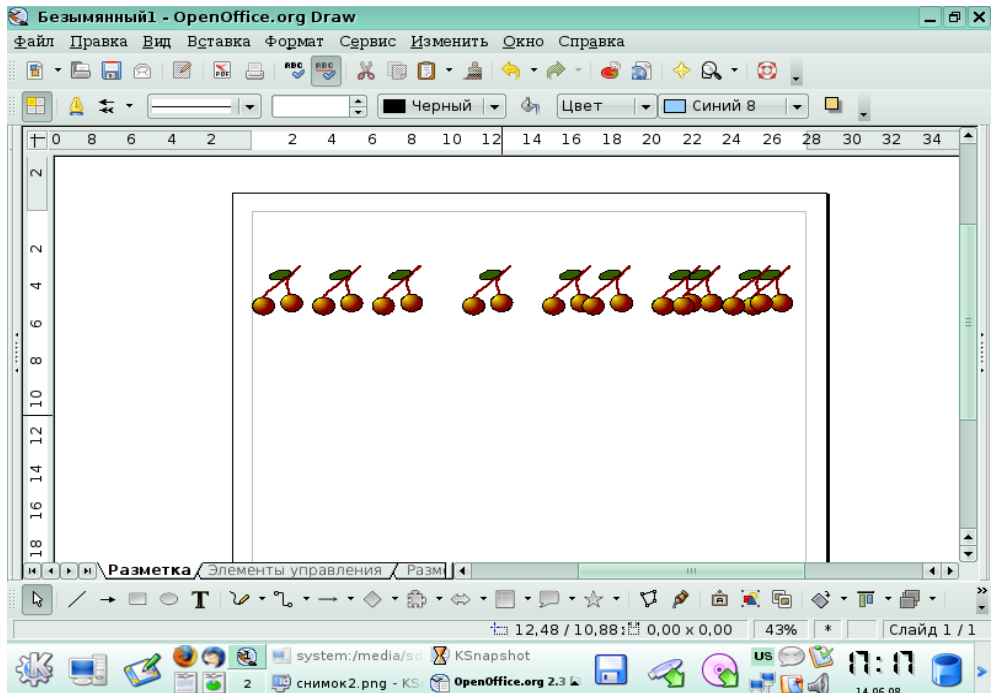 Безымянный1 - OpenOffice.org Draw
Файл Правка Вид Вставка Формат Сервис Изменить Окно Справка
PDF ABC ABC
Черный Цвет Синий 8
0 8 6 4 2 2 4 6 8 10 12 14 16 18 20 22 24 26 28 30 32 34
2
2
4
6
8
10
12
14
16
18
Разметка Элементы управления Разм
T
12,48 / 10,88 0,00 x 0,00 43% * Слайд 1 / 1
system:/media/sd KSnapshot US 17:17
2 снимок2.png - KS OpenOffice.org 2.3 14.06.08